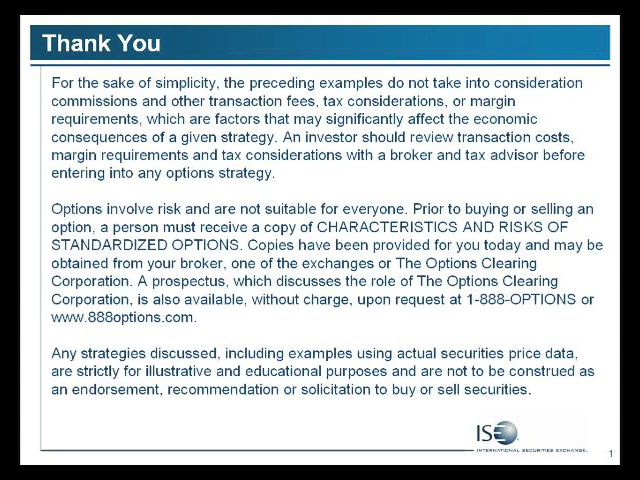 Thank You
For the sake of simplicity, the preceding examples do not take into consideration
commissions and other transaction fees, tax considerations, or margin
requirements, which are factors that may significantly affect the economic
consequences of a given strategy. An investor should review transaction costs,
margin requirements and tax considerations with a broker and tax advisor before
entering into any options strategy.
Options involve risk and are not suitable for everyone. Prior to buying or selling an
option, a person must receive a copy of CHARACTERISTICS AND RISKS OF
STANDARDIZED OPTIONS. Copies have been provided for you today and may be
obtained from your broker, one of the exchanges or The Options Clearing
Corporation. A prospectus, which discusses the role of The Options Clearing
Corporation, is also available, without charge, upon request at 1-888-OPTIONS or
www.888options.com.
Any strategies discussed, including examples using actual securities price data,
are strictly for illustrative and educational purposes and are not to be construed as
an endorsement, recommendation or solicitation to buy or sell securities.
ISE
INTERNATIONAL SECURITIES EXCHANGE.
1